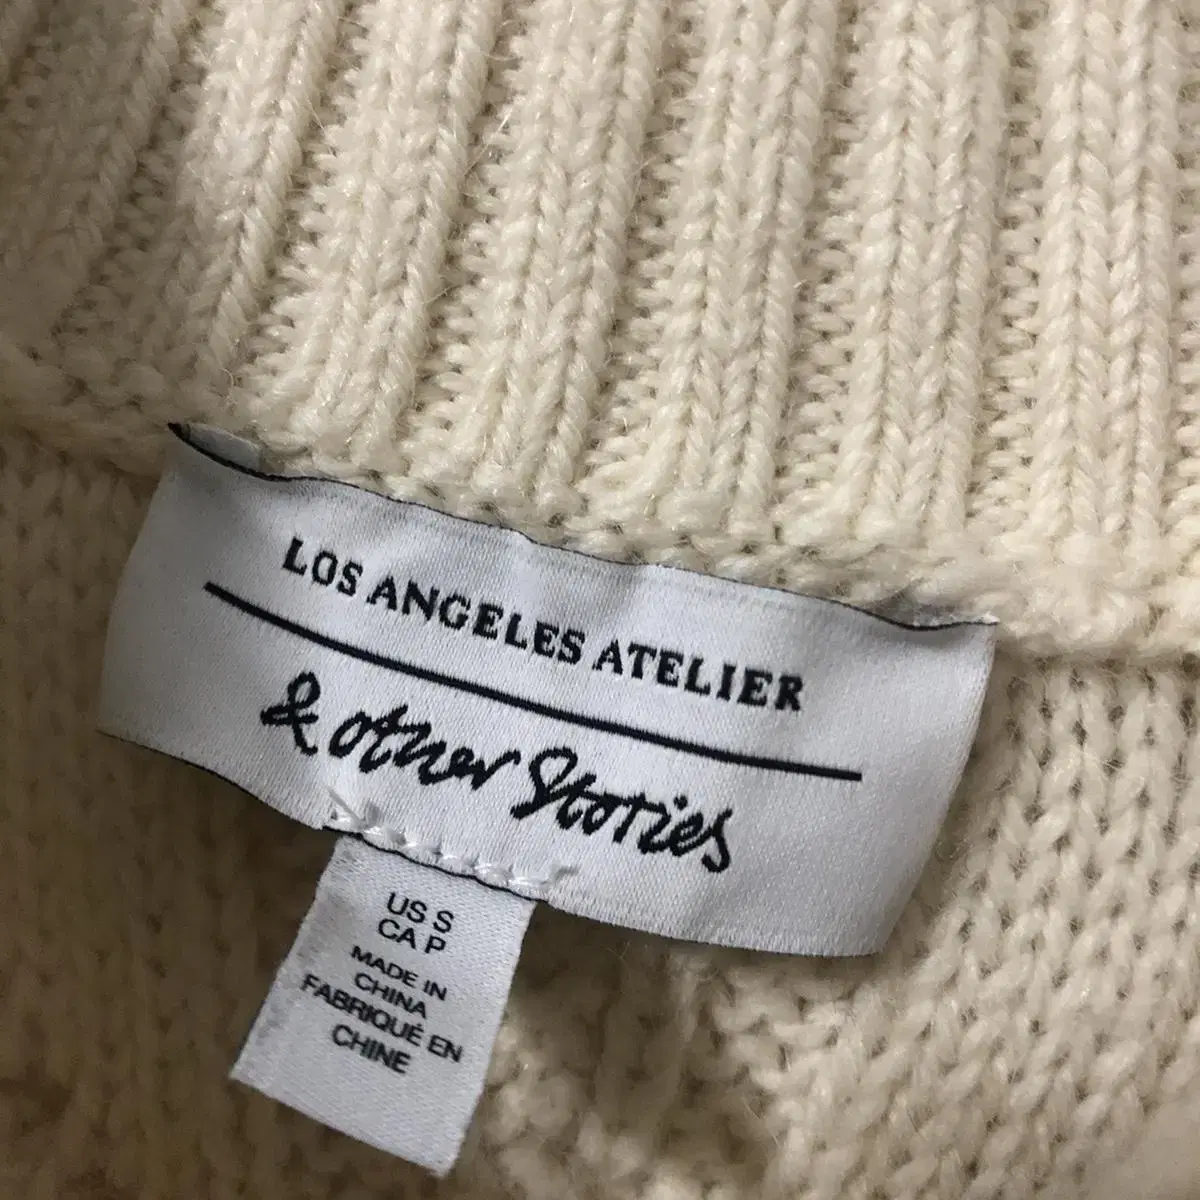 LOS ANGELES ATELIER
& other Stories
US S
CA P
MADE IN
CHINA
FABRIQUÉ EN
CHINE